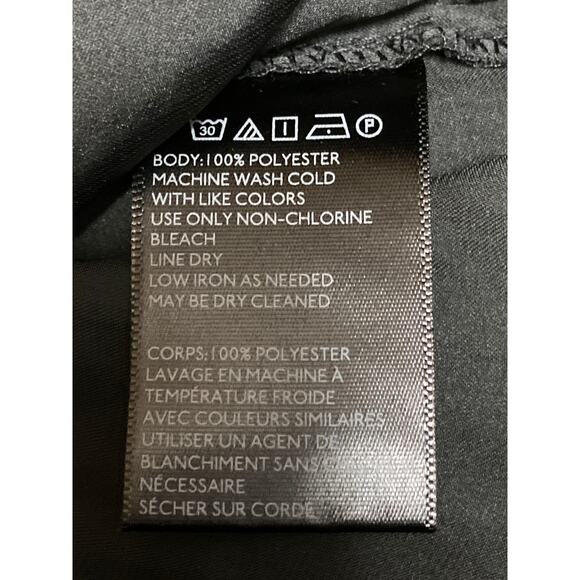 30 P
BODY:100% POLYESTER
MACHINE WASH COLD
WITH LIKE COLORS
USE ONLY NON-CHLORINE
BLEACH
LINE DRY
LOW IRON AS NEEDED
MAY BE DRY CLEANED
CORPS:100% POLYESTER
LAVAGE EN MACHINE À
TEMPÉRATURE FROIDE
AVEC COULEURS SIMILAIRES
UTILISER UN AGENT DE
BLANCHIMENT SANS
NÉCESSAIRE
SÉCHER SUR CORDE